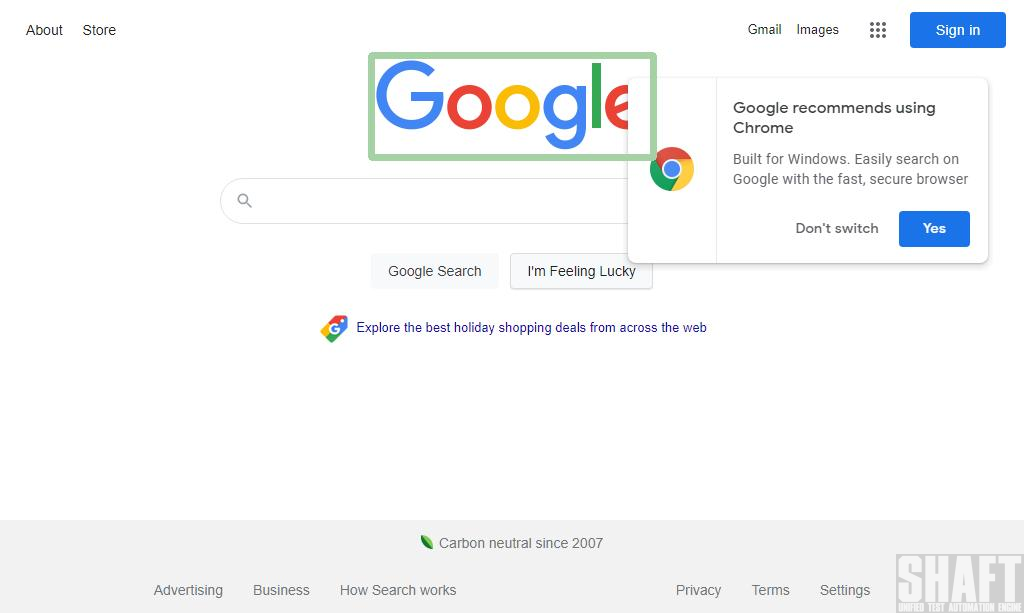 About Store
Gmail Images
Sign in
Google
Google recommends using
Chrome
Built for Windows. Easily search on
Google with the fast, secure browser
Don't switch
Yes
Google Search
I'm Feeling Lucky
Explore the best holiday shopping deals from across the web
Carbon neutral since 2007
Advertising Business How Search works
Privacy Terms Settings
SHAFT
UNIFIED TEST AUTOMATION ENGINE